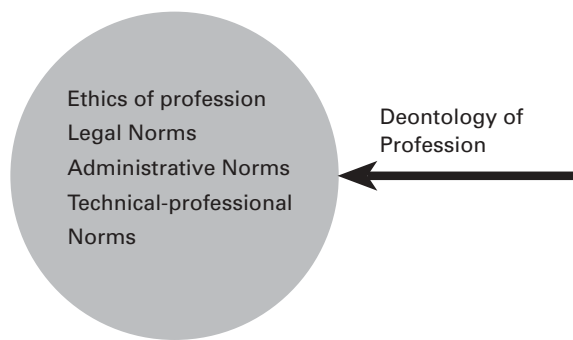 Ethics of profession
Legal Norms
Administrative Norms
Technical-professional
Norms
Deontology of
Profession